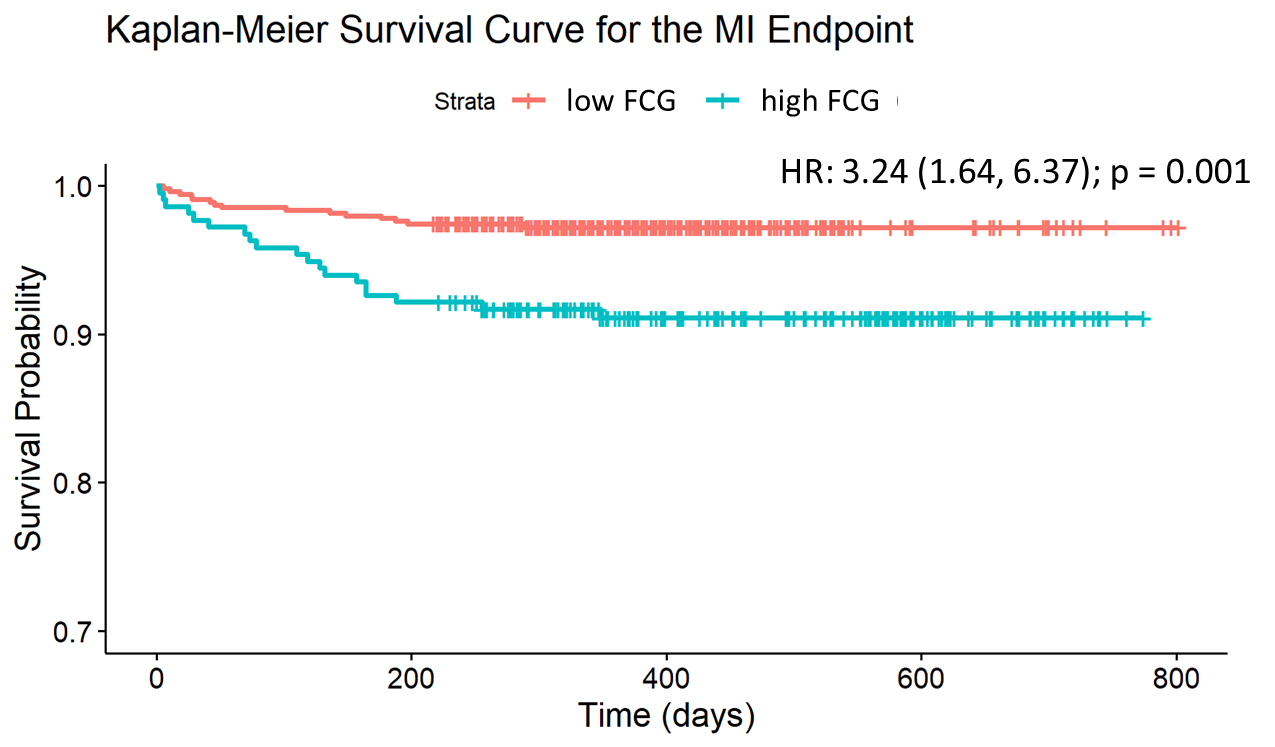 Kaplan-Meier Survival Curve for the MI Endpoint
Strata low FCG high FCG
HR: 3.24 (1.64, 6.37); p = 0.001
1.0
0.9
0.8
0.7
Survival Probability
0 200 400 600 800
Time (days)